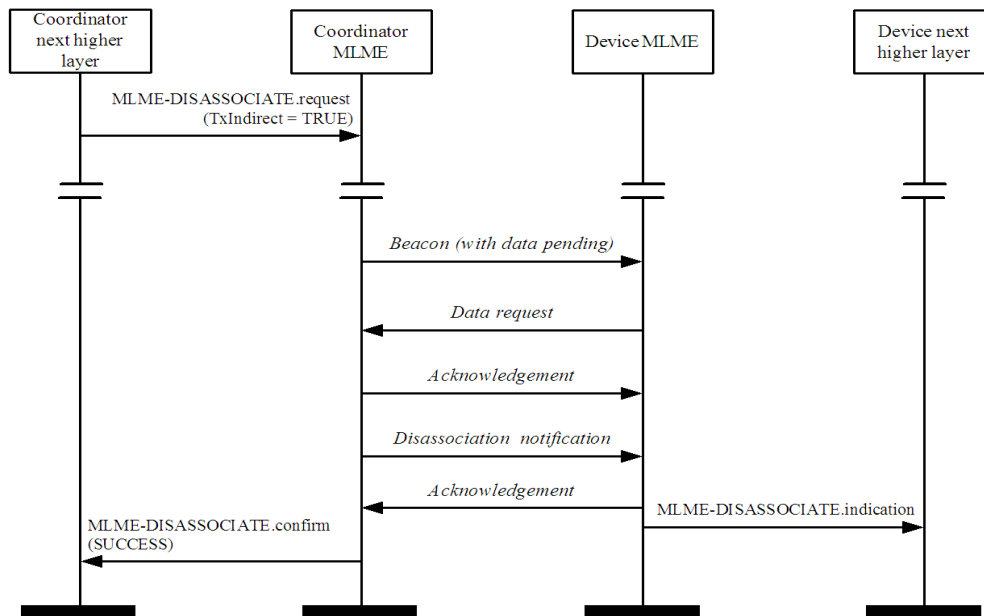 Coordinator
next higher
layer
Coordinator
MLME
Device MLME
Device next
higher layer
MLME-DISASSOCIATE.request
(TxIndirect = TRUE)
Beacon (with data pending)
Data request
Acknowledgement
Disassociation notification
Acknowledgement
MLME-DISASSOCIATE.indication
MLME-DISASSOCIATE.confirm
(SUCCESS)